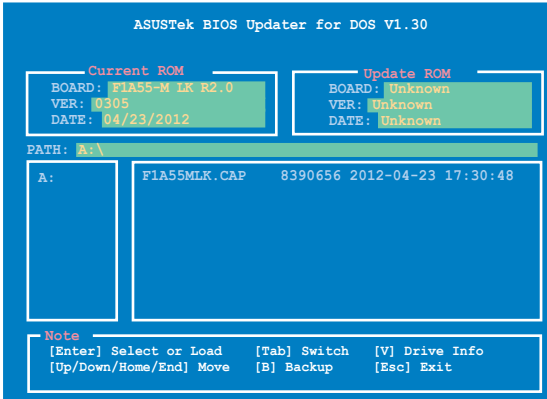 ASUSTek BIOS Updater for DOS V1.30
Current ROM
BOARD: F1A55-M LK R2.0
VER: 0305
DATE: 04/23/2012
Update ROM
BOARD: Unknown
VER: Unknown
DATE: Unknown
PATH: A:\
A:
F1A55MLK.CAP 8390656 2012-04-23 17:30:48
Note
[Enter] Select or Load [Tab] Switch [V] Drive Info
[Up/Down/Home/End] Move [B] Backup [Esc] Exit